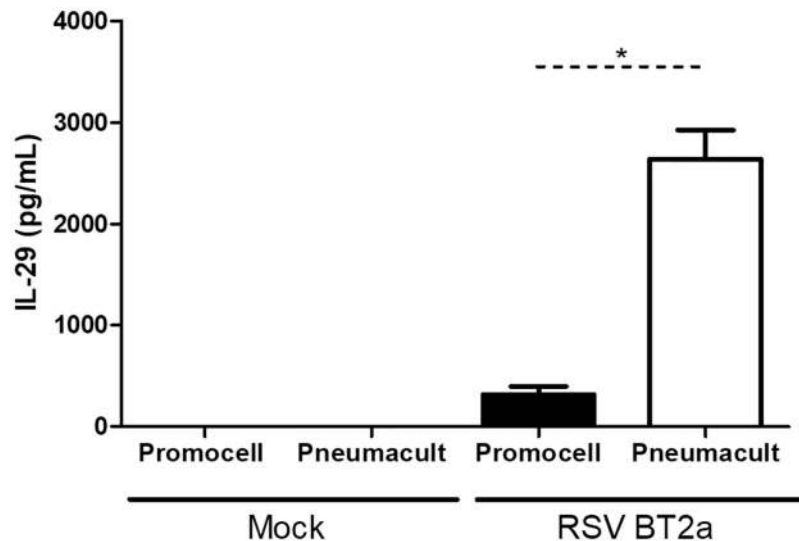 4000
3000
2000
1000
0
IL-29 (pg/mL)
*
Promocell Pneumacult Promocell Pneumacult
Mock RSV BT2a